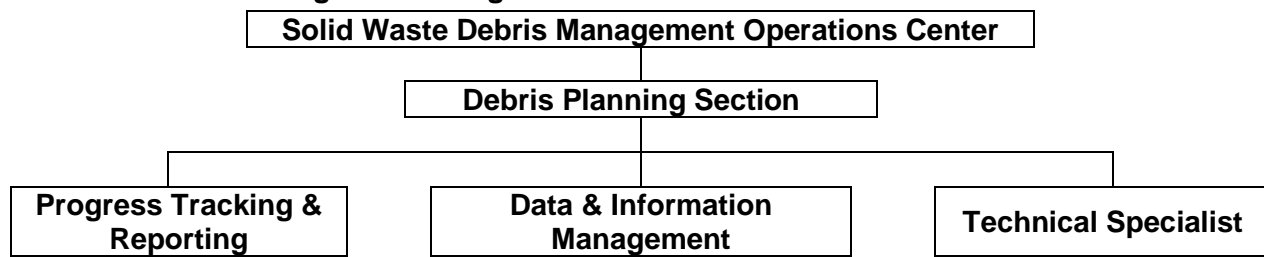 Solid Waste Debris Management Operations Center
Debris Planning Section
Progress Tracking &
Reporting
Data & Information
Management
Technical Specialist